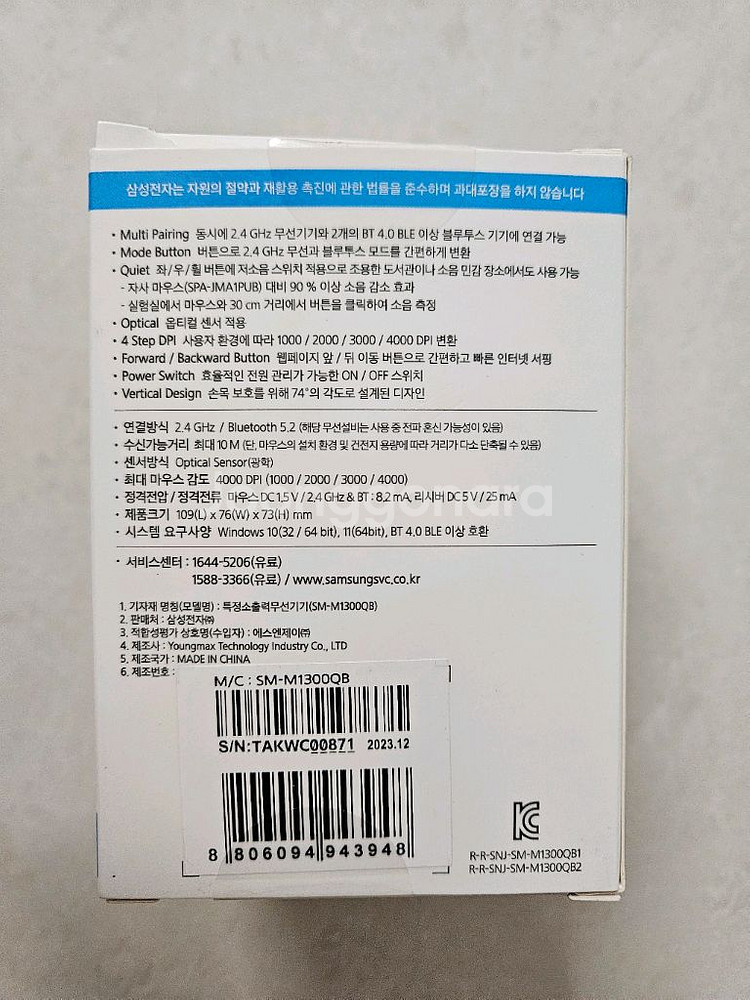 삼성전자는 자원의 절약과 재활용 촉진에 관한 법률을 준수하며 과대포장을 하지 않습니다
• Multi Pairing 동시에 2.4 GHz 무선기기와 2개의 BT 4.0 BLE 이상 블루투스 기기에 연결 가능
• Mode Button 버튼으로 2.4 GHz 무선과 블루투스 모드를 간편하게 변환
• Quiet 좌/우/휠 버튼에 저소음 스위치 적용으로 조용한 도서관이나 소음 민감 장소에서도 사용 가능
- 자사 마우스(SPA-JMA1PUB) 대비 90 % 이상 소음 감소 효과
- 실험실에서 마우스와 30 cm 거리에서 버튼을 클릭하여 소음 측정
• Optical 옵티컬 센서 적용
• 4 Step DPI 사용자 환경에 따라 1000 / 2000 / 3000 / 4000 DPI 변환
• Forward / Backward Button 웹페이지 앞 / 뒤 이동 버튼으로 간편하고 빠른 인터넷 서핑
• Power Switch 효율적인 전원 관리가 가능한 ON / OFF 스위치
• Vertical Design 손목 보호를 위해 74°의 각도로 설계된 디자인
• 연결방식 2.4 GHz / Bluetooth 5.2 (해당 무선설비는 사용 중 전파 혼신 가능성이 있음)
• 수신가능거리 최대 10 M (단, 마우스의 설치 환경 및 건전지 용량에 따라 거리가 다소 단축될 수 있음)
• 센서방식 Optical Sensor(광학)
• 최대 마우스 감도 4000 DPI (1000 / 2000 / 3000 / 4000)
• 정격전압 / 정격전류 마우스 DC 1,5 V / 2,4 GHz & BT : 8,2 mA, 리시버 DC 5 V / 25 mA
• 제품크기 109(L) x 76(W) x 73(H) mm
• 시스템 요구사양 Windows 10(32 / 64 bit), 11(64bit), BT 4.0 BLE 이상 호환
• 서비스센터 : 1644-5206(유료)
1588-3366(유료) / www.samsungsvc.co.kr
1. 기자재 명칭(모델명) : 특정소출력무선기기(SM-M1300QB)
2. 판매처 : 삼성전자㈜
3. 적합성평가 상호명(수입자) : 에스엔제이㈜
4. 제조사 : Youngmax Technology Industry Co., LTD
5. 제조국가 : MADE IN CHINA
6. 제조번호 :
M/C : SM-M1300QB
S/N:TAKWC00871 2023.12
8 806094 943948
R-R-SNJ-SM-M1300QB1
R-R-SNJ-SM-M1300QB2